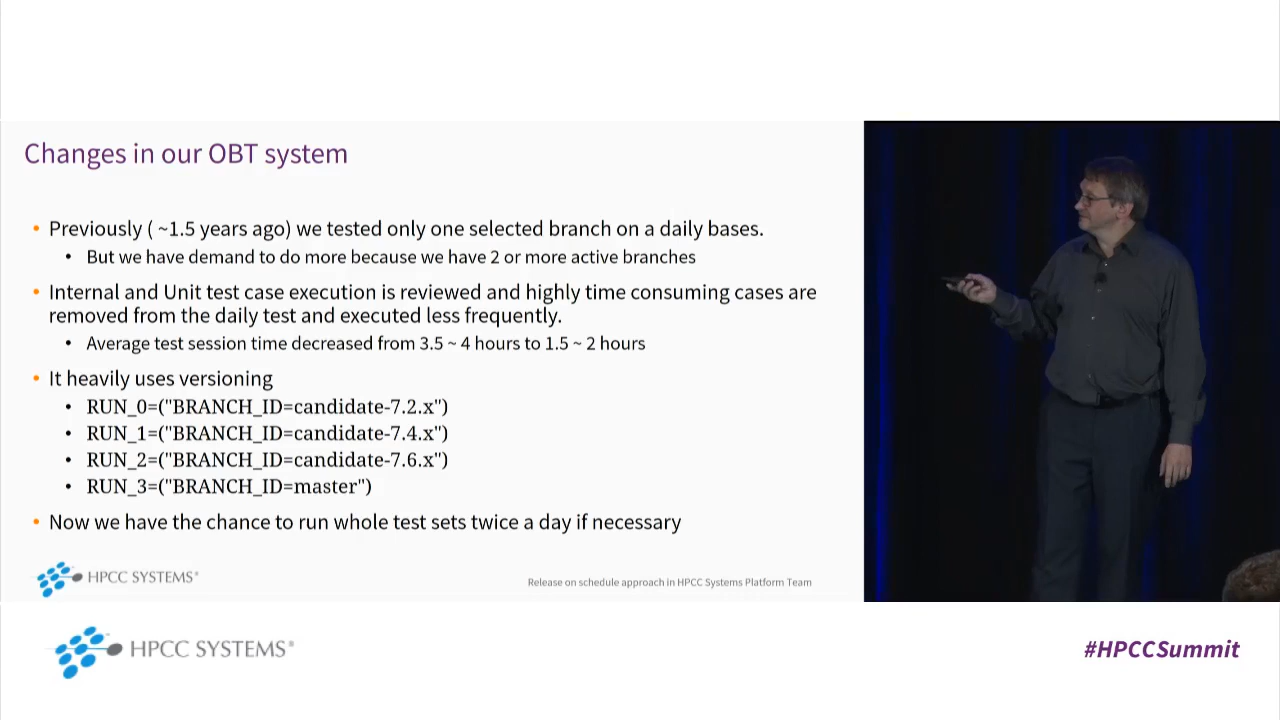 Changes in our OBT system
• Previously ( ~1.5 years ago) we tested only one selected branch on a daily bases.
• But we have demand to do more because we have 2 or more active branches
• Internal and Unit test case execution is reviewed and highly time consuming cases are
removed from the daily test and executed less frequently.
• Average test session time decreased from 3.5 ~ 4 hours to 1.5 ~ 2 hours
• It heavily uses versioning
• RUN_0=("BRANCH_ID=candidate-7.2.x")
• RUN_1=("BRANCH_ID=candidate-7.4.x")
• RUN_2=("BRANCH_ID=candidate-7.6.x")
• RUN_3=("BRANCH_ID=master")
• Now we have the chance to run whole test sets twice a day if necessary
HPCC SYSTEMS®
Release on schedule approach in HPCC Systems Platform Team
HPCC SYSTEMS®
#HPCCSummit